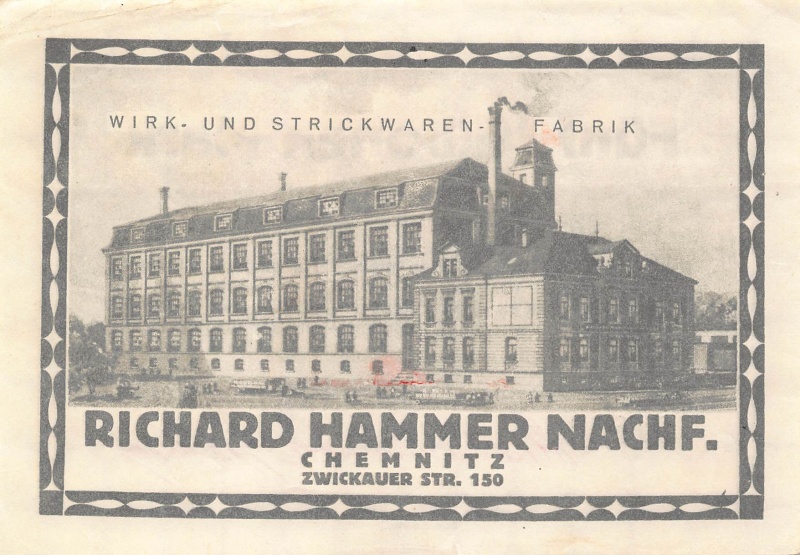 WIRK- UND STRICKWAREN- FABRIK
RICHARD HAMMER NACHF.
CHEMNITZ
ZWICKAUER STR. 150